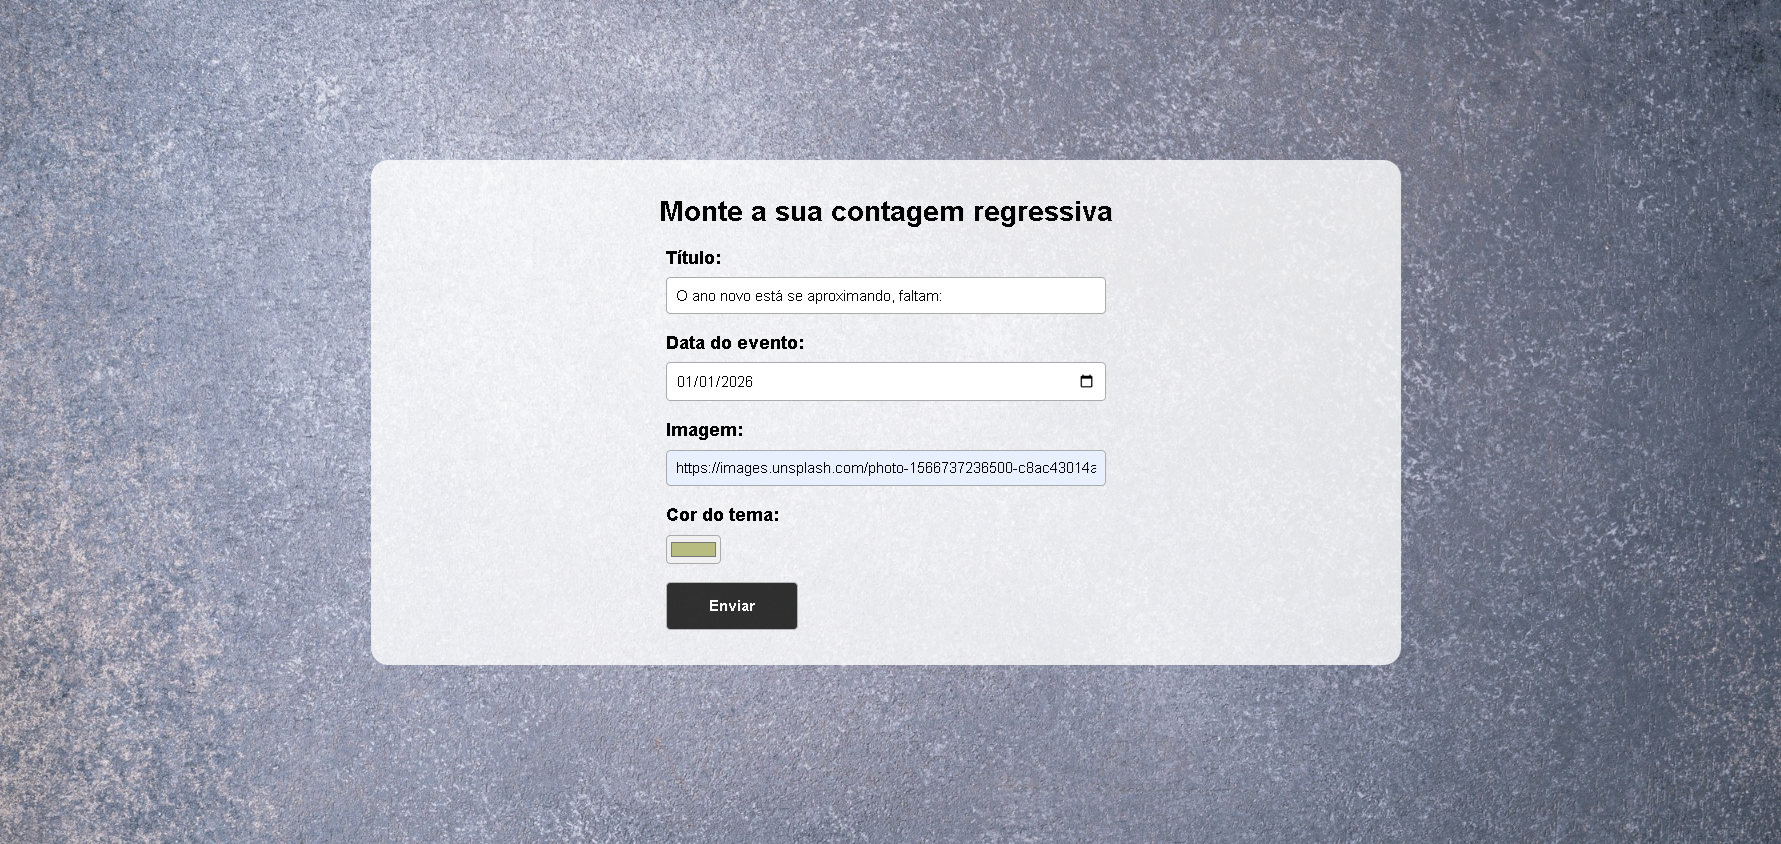 Monte a sua contagem regressiva
Título:
O ano novo está se aproximando, faltam:
Data do evento:
01/01/2026
Imagem:
https://images.unsplash.com/photo-1566737236500-c8ac43014a
Cor do tema:
Enviar